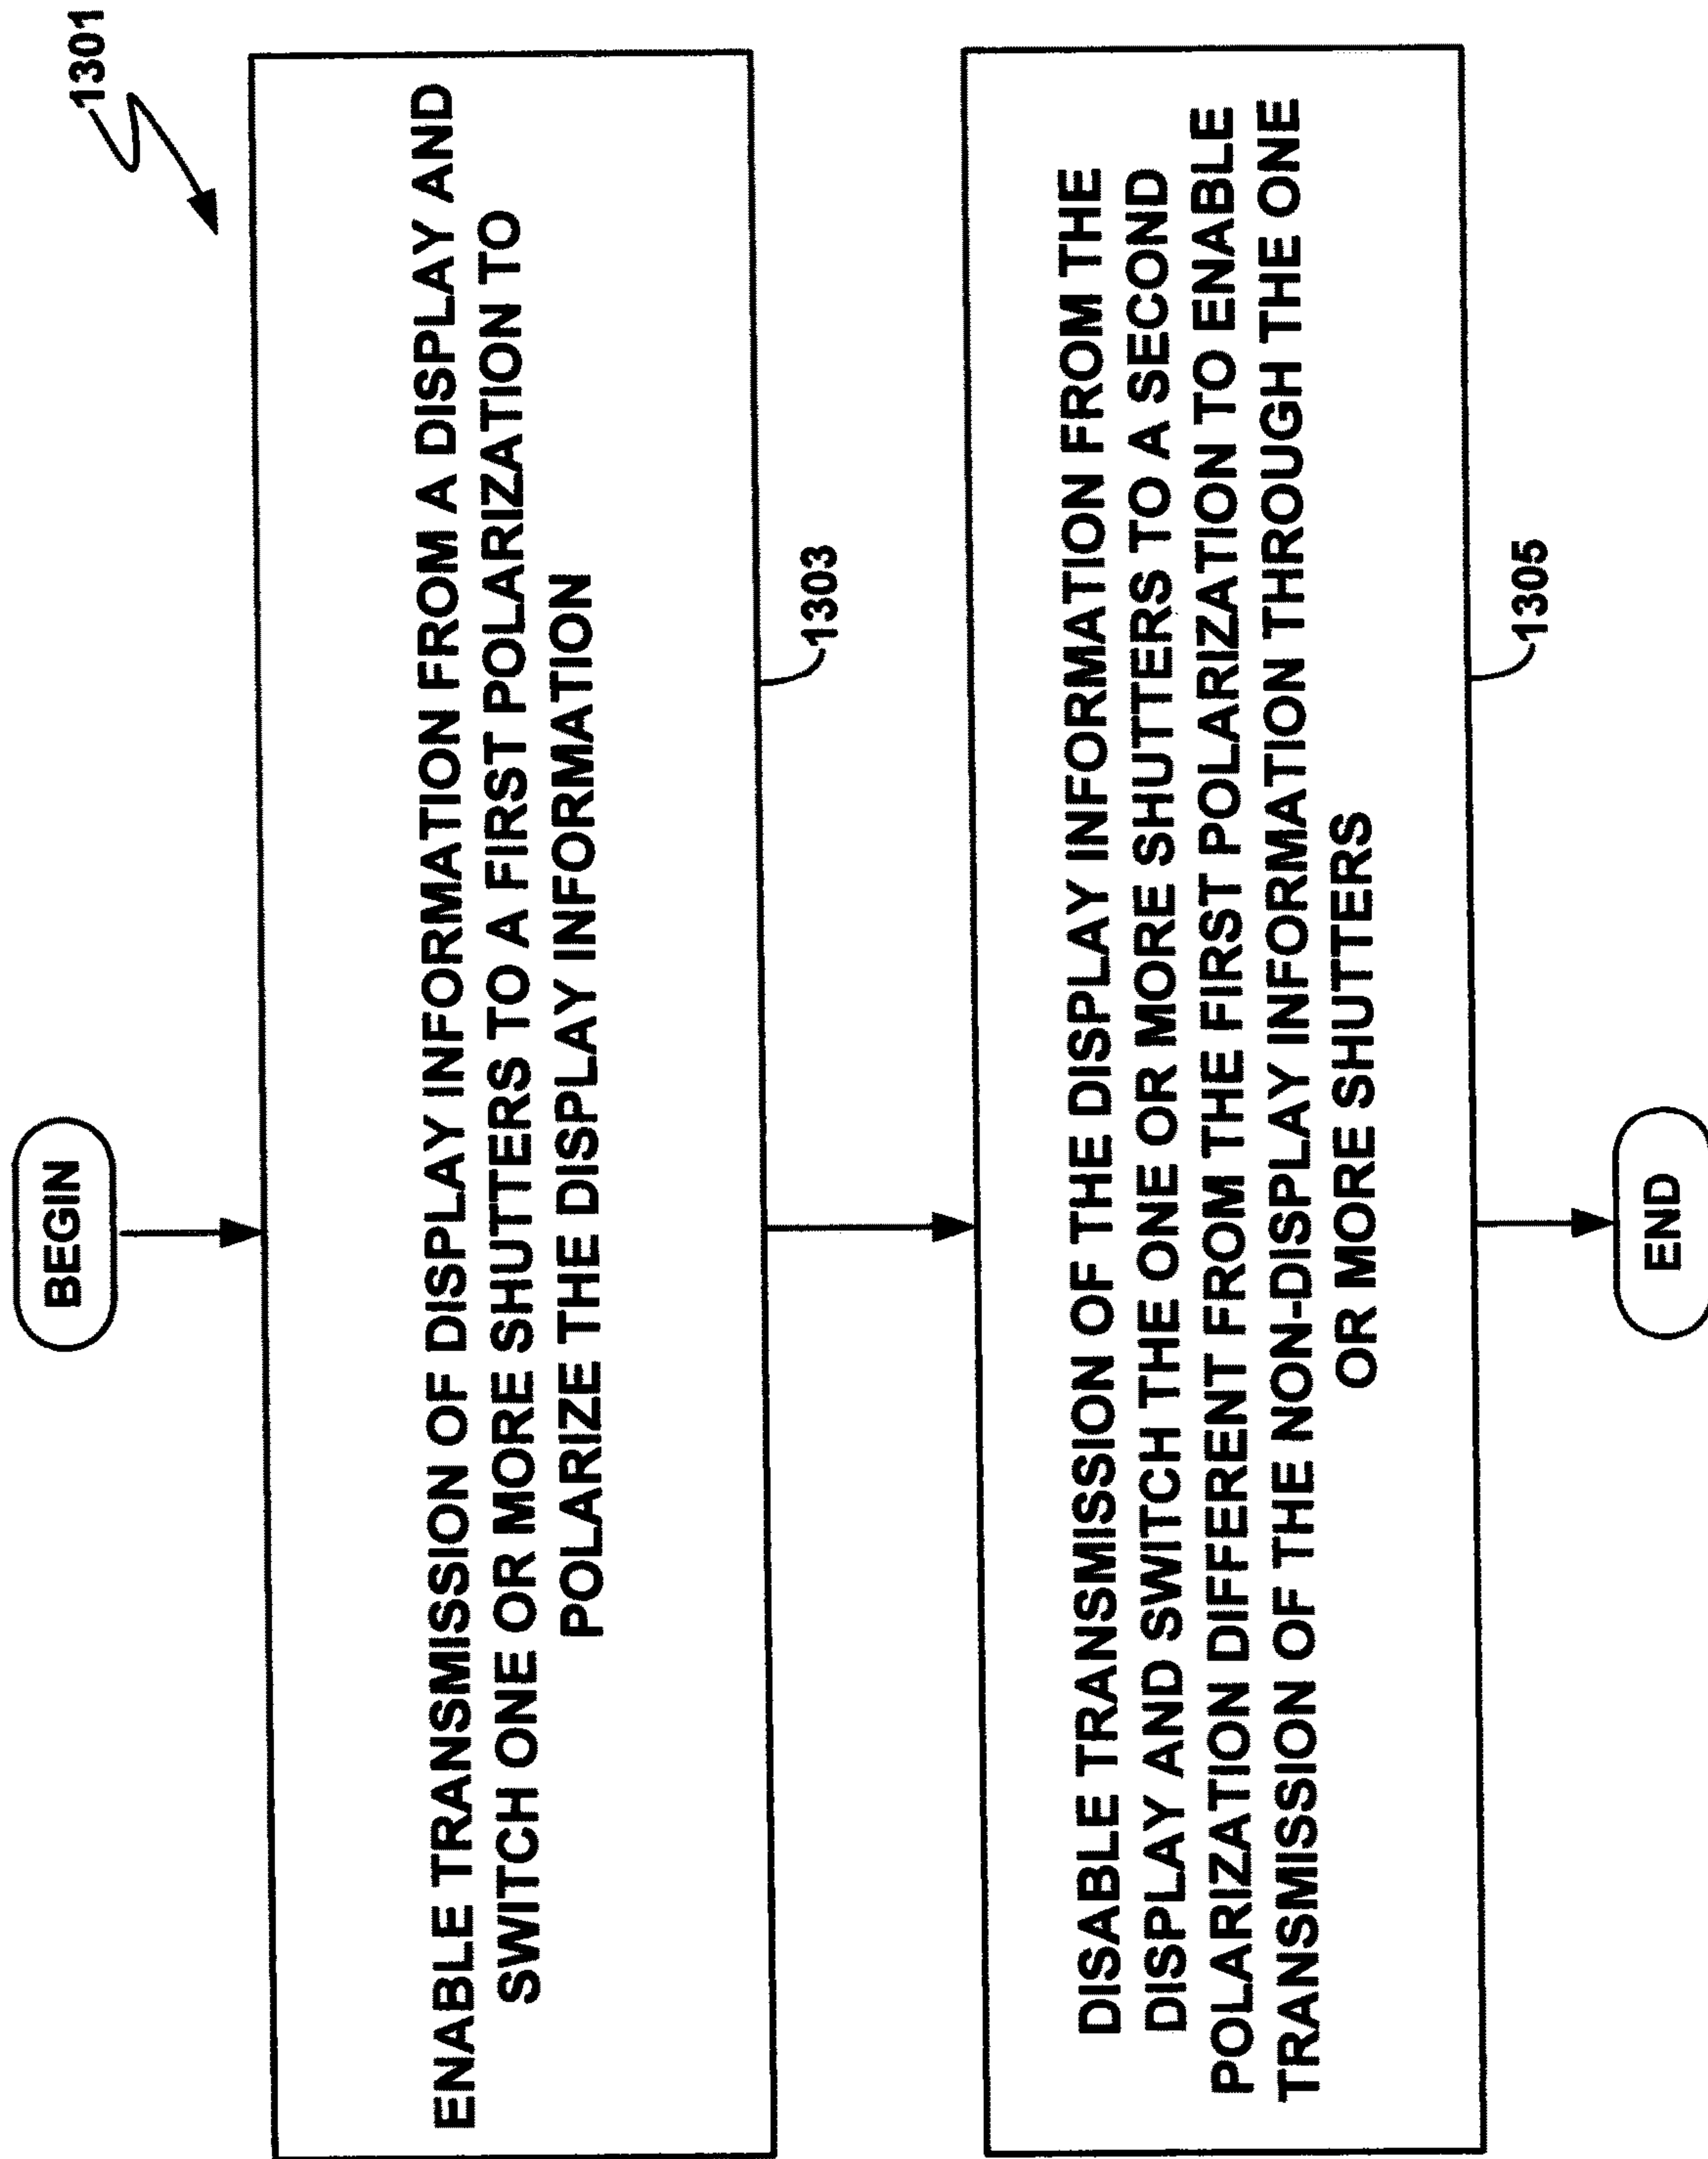 1301
BEGIN
ENABLE TRANSMISSION OF DISPLAY INFORMATION FROM A DISPLAY AND
SWITCH ONE OR MORE SHUTTERS TO A FIRST POLARIZATION TO
POLARIZE THE DISPLAY INFORMATION
1303
DISABLE TRANSMISSION OF THE DISPLAY INFORMATION FROM THE
DISPLAY AND SWITCH THE ONE OR MORE SHUTTERS TO A SECOND
POLARIZATION DIFFERENT FROM THE FIRST POLARIZATION TO ENABLE
TRANSMISSION OF THE NON-DISPLAY INFORMATION THROUGH THE ONE
OR MORE SHUTTERS
1305
END